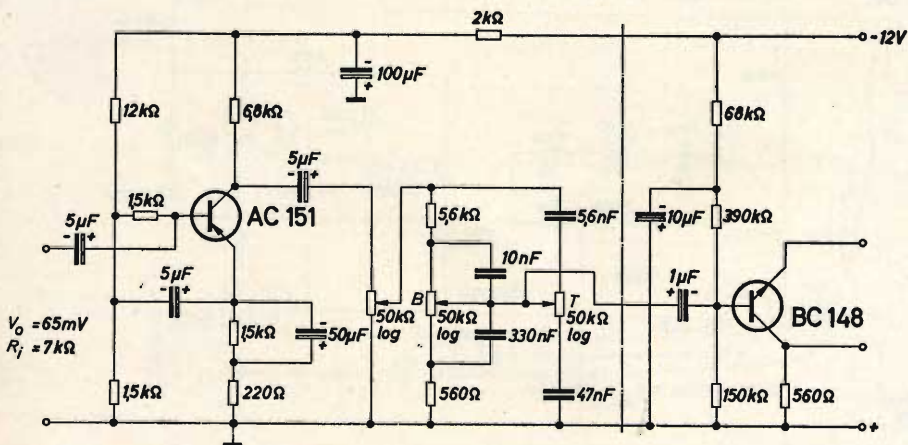 2kΩ
-12V
100µF
12kΩ
6,8kΩ
68kΩ
5µF
1,5kΩ
AC 151
5µF
5,6kΩ
5,6nF
10µF
390kΩ
10nF
5µF
1µF
B
T
50kΩ
log
50kΩ
log
50kΩ
log
BC 148
V₀ = 65mV
Rᵢ = 7kΩ
1,5kΩ
50µF
330nF
1,5kΩ
220Ω
560Ω
47nF
150kΩ
560Ω
+